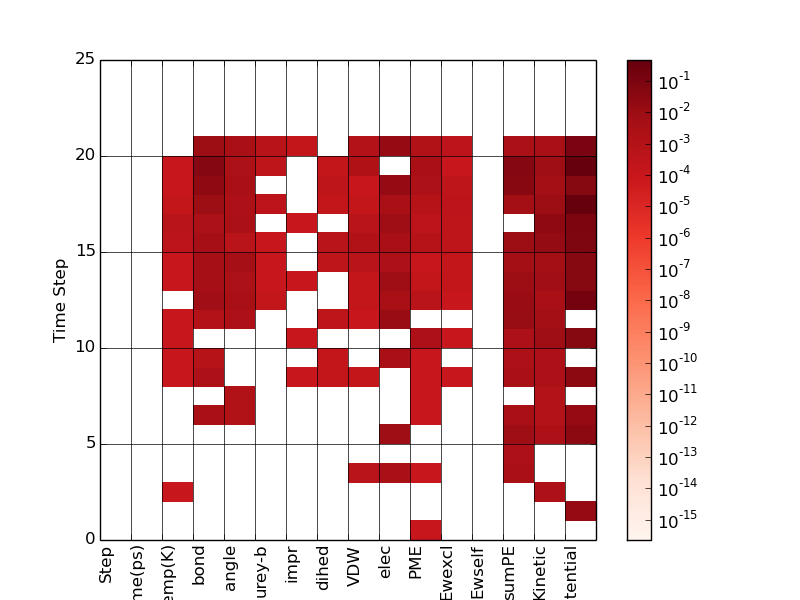 25
20
15
10
5
0
Time Step
Step
me(ps)
emp(K)
bond
angle
urey-b
impr
dihed
VDW
elec
PME
Ewexcl
Ewself
sumPE
Kinetic
tential
10-1
10-2
10-3
10-4
10-5
10-6
10-7
10-8
10-9
10-10
10-11
10-12
10-13
10-14
10-15